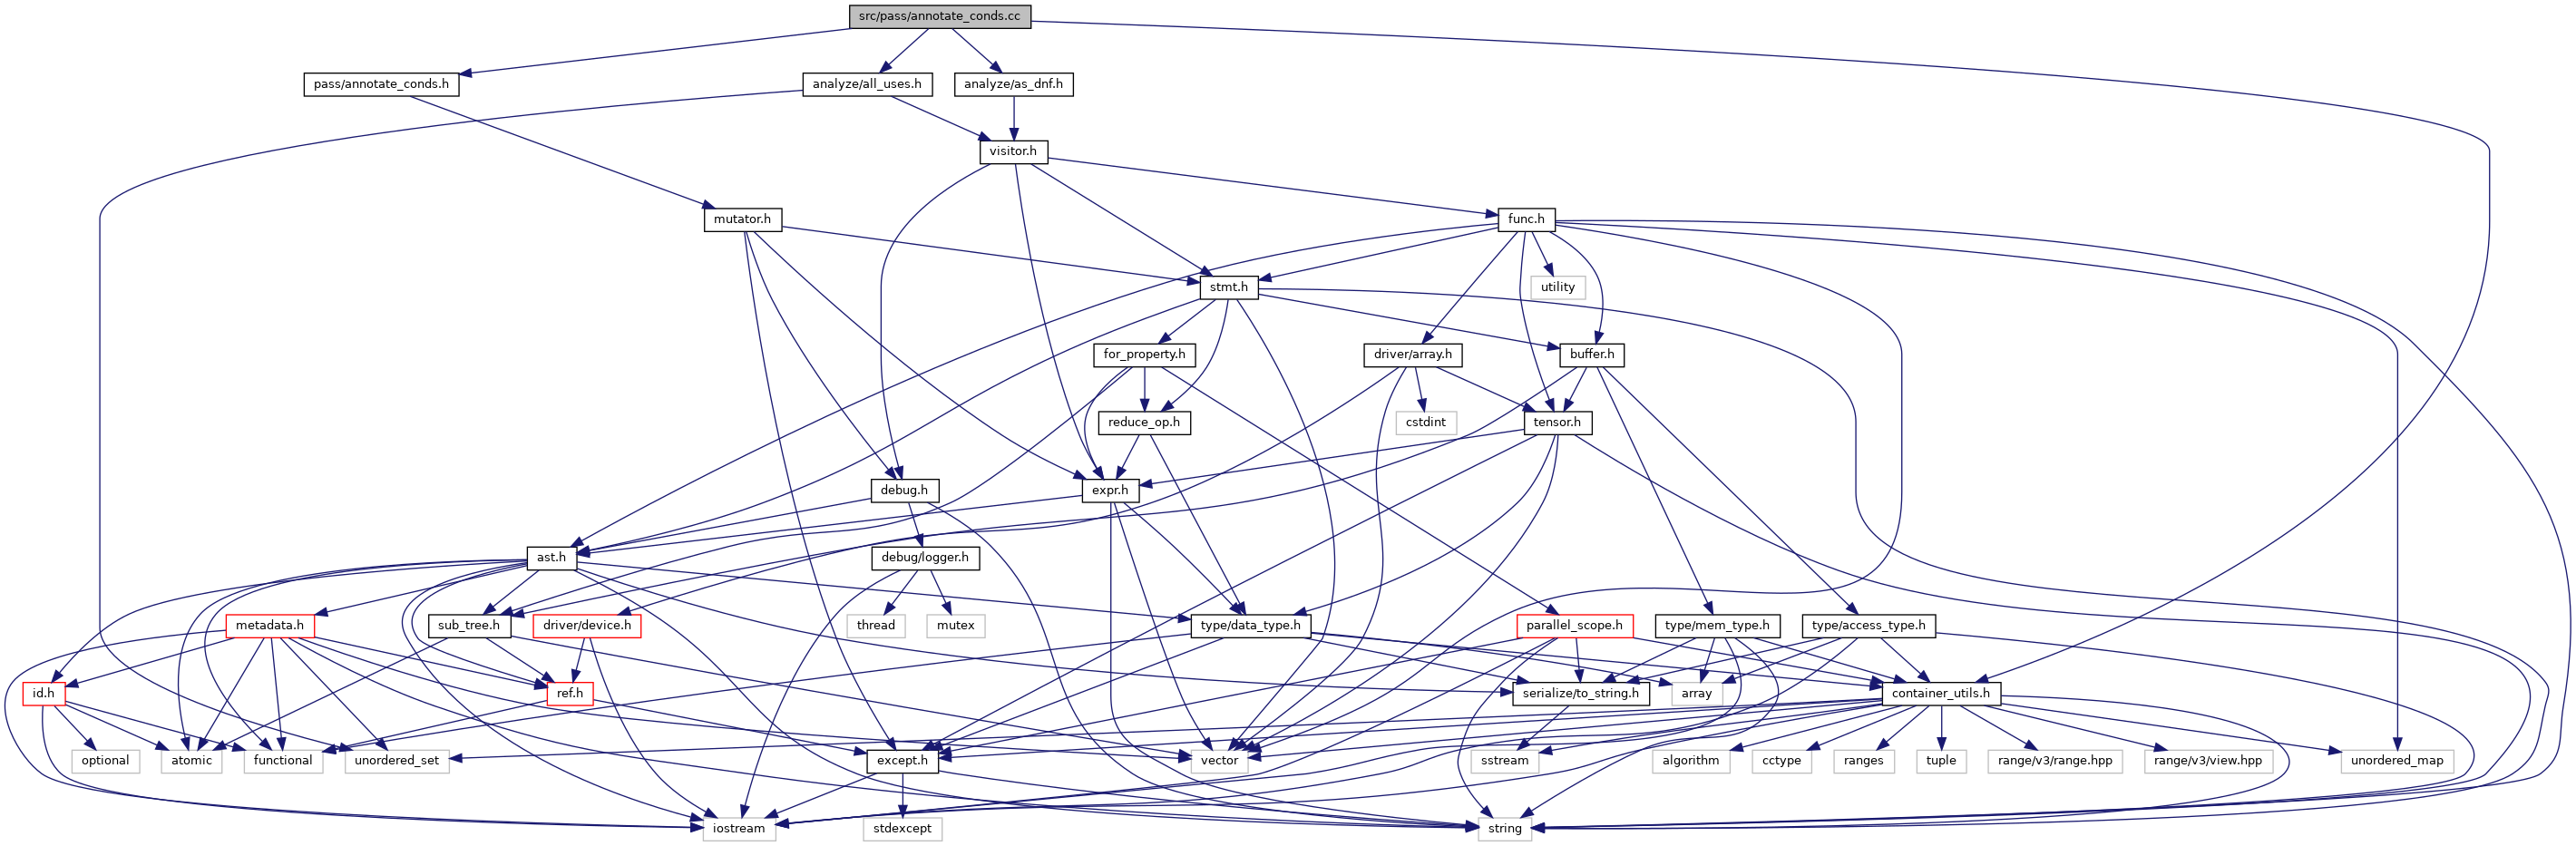 src/pass/annotate_conds.cc
pass/annotate_conds.h
analyze/all_uses.h
analyze/as_dnf.h
visitor.h
mutator.h
func.h
stmt.h
utility
for_property.h
driver/array.h
buffer.h
reduce_op.h
cstdint
tensor.h
debug.h
expr.h
ast.h
debug/logger.h
metadata.h
sub_tree.h
driver/device.h
thread
mutex
type/data_type.h
parallel_scope.h
type/mem_type.h
type/access_type.h
id.h
ref.h
serialize/to_string.h
array
container_utils.h
optional
atomic
functional
unordered_set
except.h
vector
sstream
algorithm
cctype
ranges
tuple
range/v3/range.hpp
range/v3/view.hpp
unordered_map
iostream
stdexcept
string